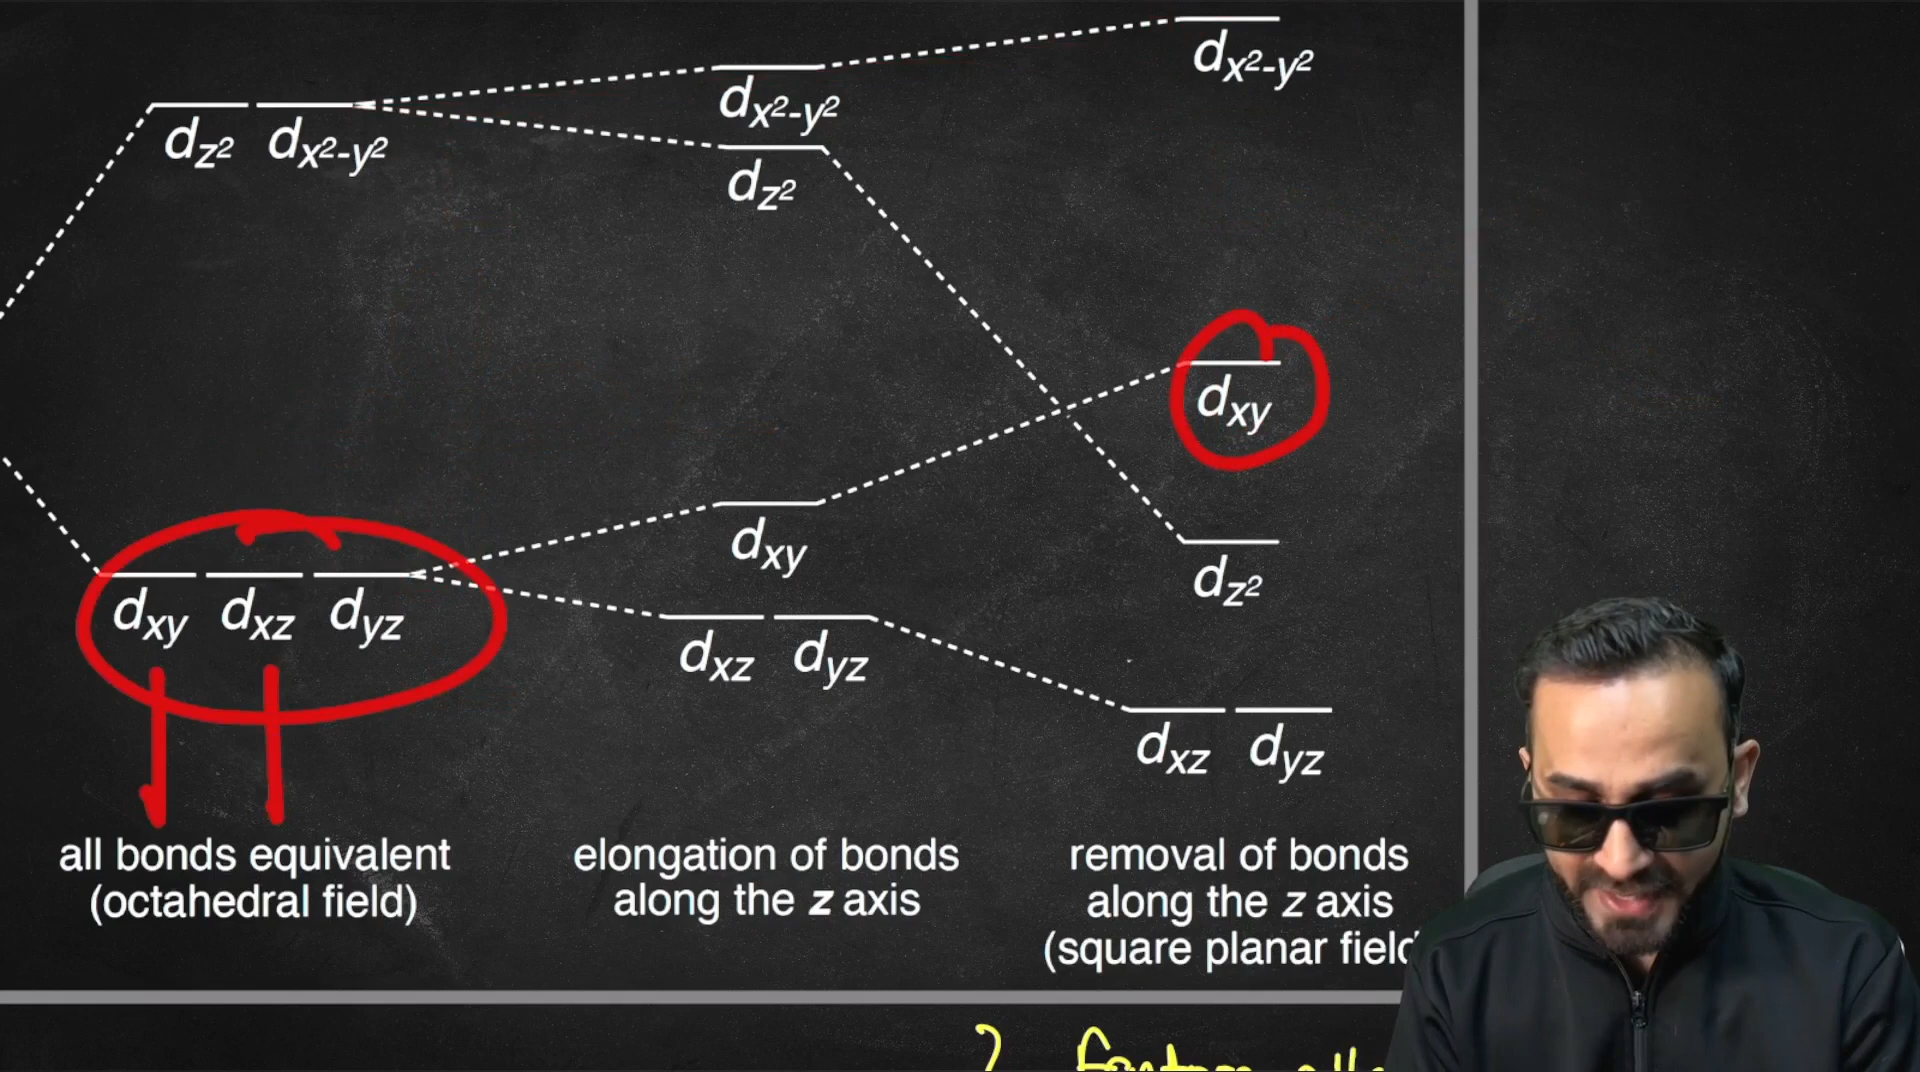 dx²-y²
dx²-y²
dz² dx²-y²
dz²
dxy
dxy
dz²
dxy dxz dyz
dxz dyz
dxz dyz
all bonds equivalent
(octahedral field)
elongation of bonds
along the z axis
removal of bonds
along the z axis
(square planar field
2